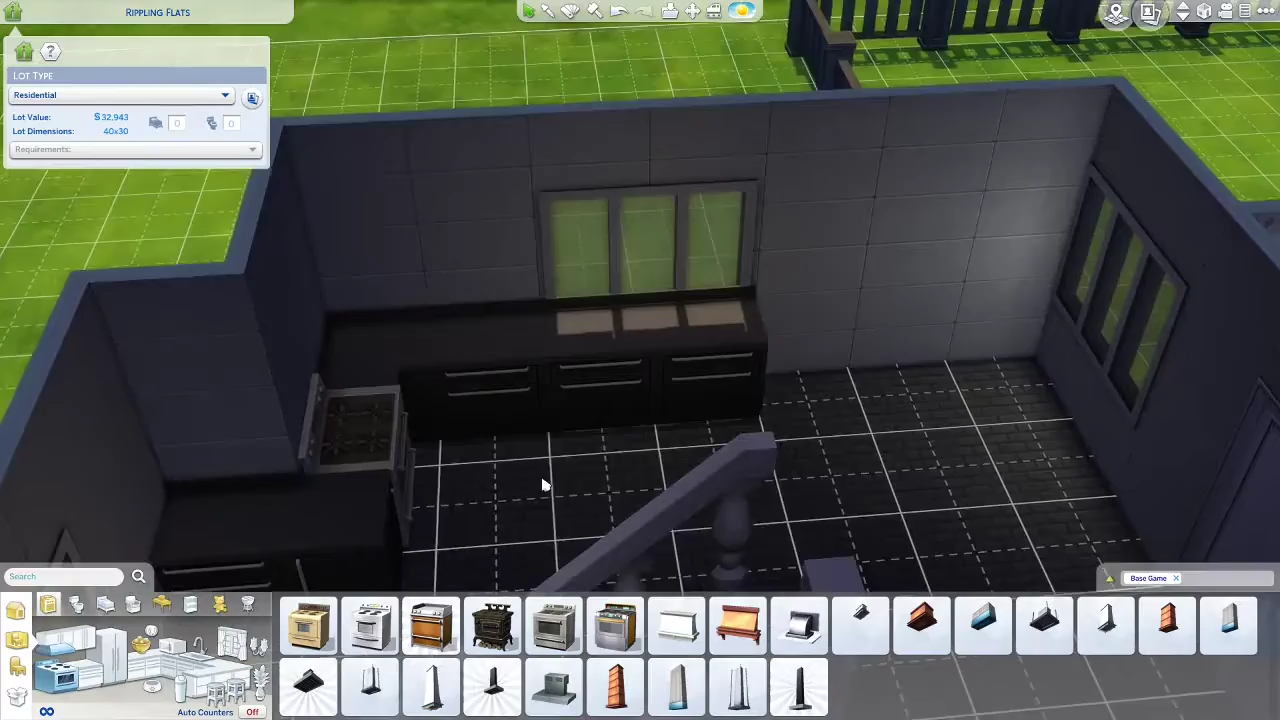 RIPPLING FLATS
LOT TYPE
Residential
Lot Value: §32,943
0
0
Lot Dimensions: 40x30
Requirements:
Search
Base Game
Auto Counters Off